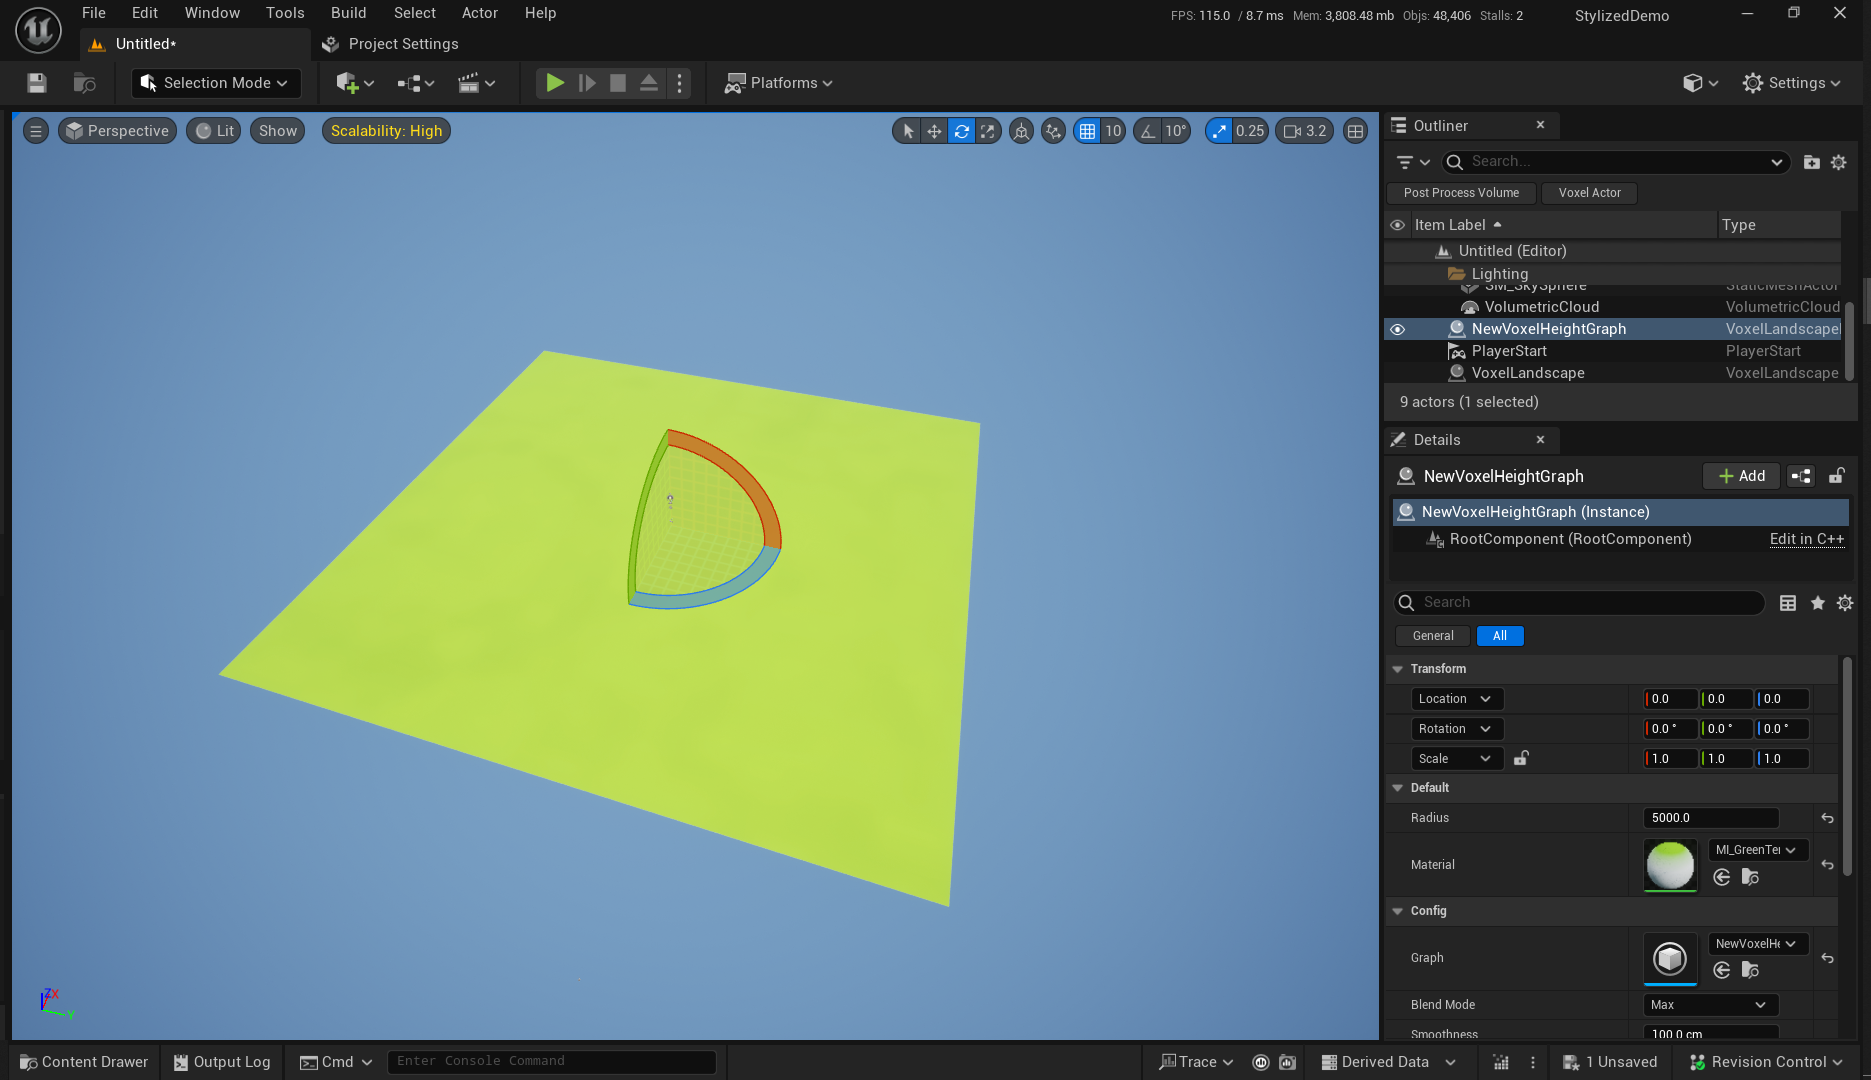 File Edit Window Tools Build Select Actor Help
FPS: 115.0 / 8.7 ms Mem: 3,808.48 mb Objs: 48,406 Stalls: 2
StylizedDemo
Untitled*
Project Settings
Selection Mode
Platforms
Settings
Perspective
Lit
Show
Scalability: High
10
10°
0.25
3.2
Outliner
Search...
Post Process Volume
Voxel Actor
Item Label
Type
Untitled (Editor)
Lighting
SM_SkySphere StaticMeshActor
VolumetricCloud VolumetricCloud
NewVoxelHeightGraph VoxelLandscape
PlayerStart PlayerStart
VoxelLandscape VoxelLandscape
9 actors (1 selected)
Details
NewVoxelHeightGraph
Add
NewVoxelHeightGraph (Instance)
RootComponent (RootComponent) Edit in C++
Search
General
All
Transform
Location 0.0 0.0 0.0
Rotation 0.0 ° 0.0 ° 0.0 °
Scale 1.0 1.0 1.0
Default
Radius 5000.0
Material MI_GreenTer
Config
Graph NewVoxelHe
Blend Mode Max
Smoothness 100.0 cm
Z X
Y
Content Drawer
Output Log
Cmd
Enter Console Command
Trace
Derived Data
1 Unsaved
Revision Control